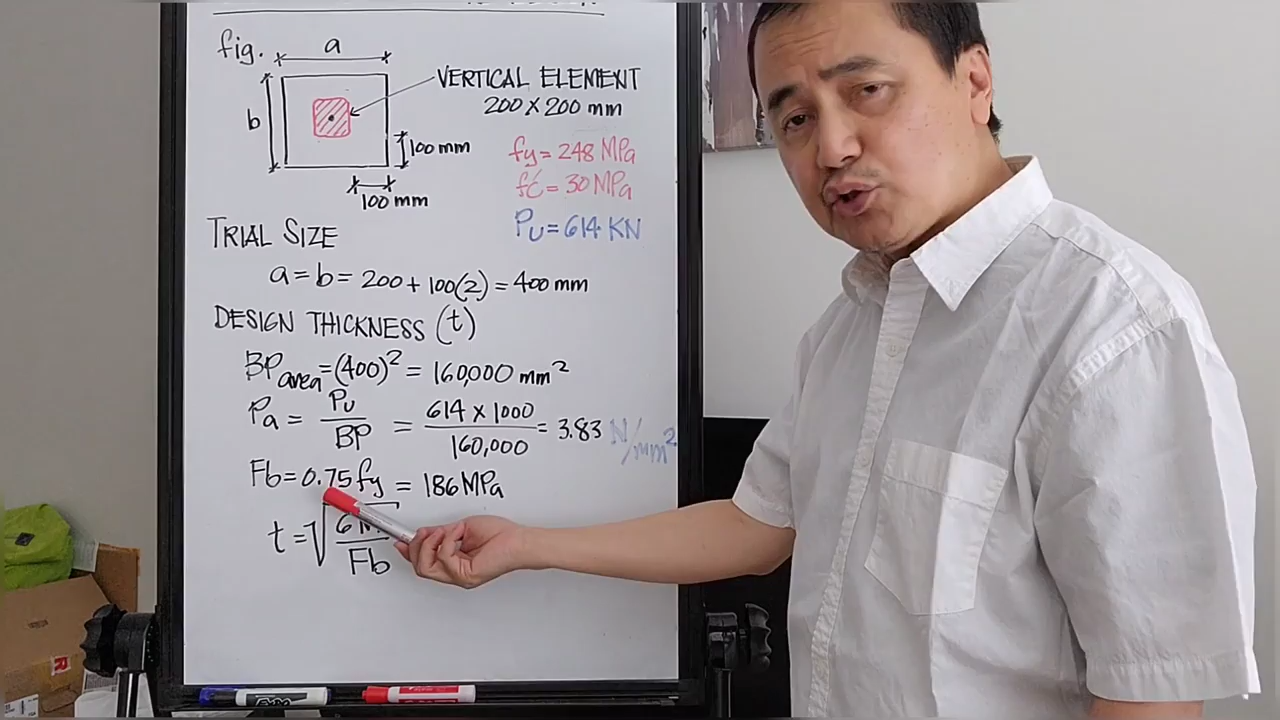 fig.
a
b
VERTICAL ELEMENT
200 X 200 mm
100 mm
100 mm
fy = 248 MPa
f'c = 30 MPa
PU = 614 KN
TRIAL SIZE
a = b = 200 + 100(2) = 400 mm
DESIGN THICKNESS (t)
BP area = (400)² = 160,000 mm²
Pa = PU / BP = 614 x 1000 / 160,000 = 3.83 N/mm²
Fb = 0.75 fy = 186 MPa
t = √ 6 / Fb
EXPO